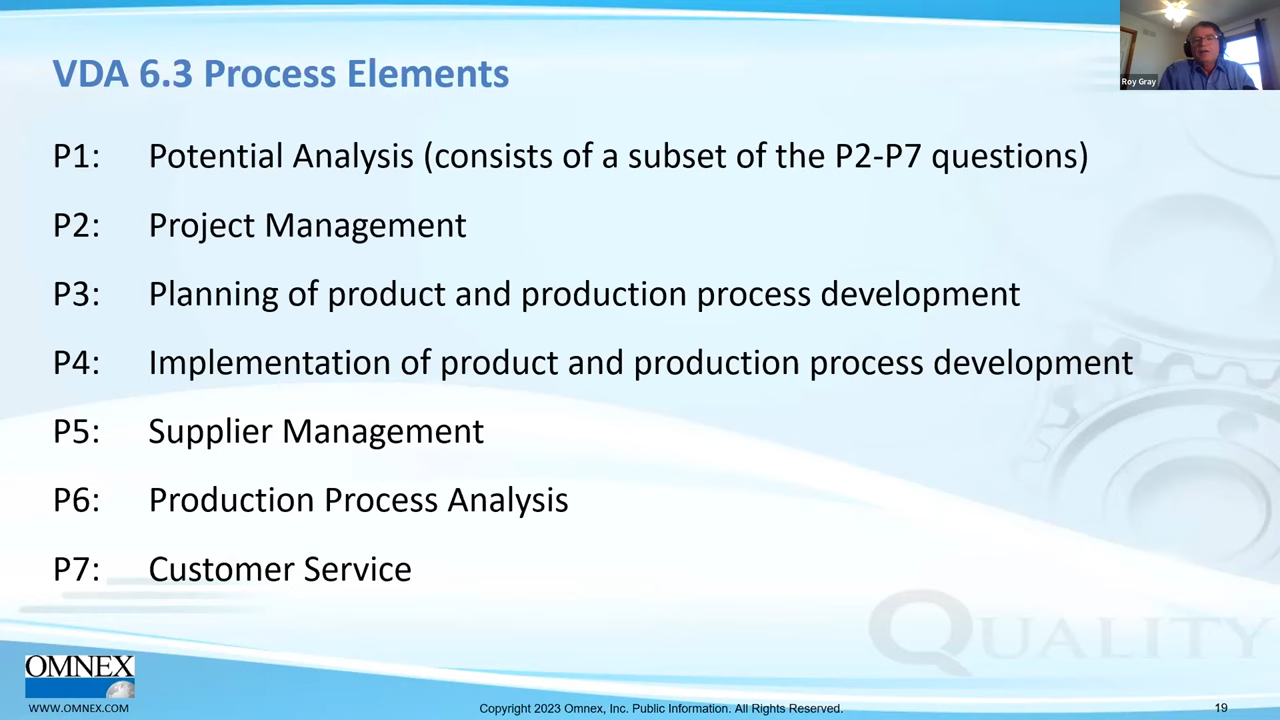 VDA 6.3 Process Elements
Roy Gray
P1: Potential Analysis (consists of a subset of the P2-P7 questions)
P2: Project Management
P3: Planning of product and production process development
P4: Implementation of product and production process development
P5: Supplier Management
P6: Production Process Analysis
P7: Customer Service
QUALITY
OMNEX
WWW.OMNEX.COM
Copyright 2023 Omnex, Inc. Public Information. All Rights Reserved.
19